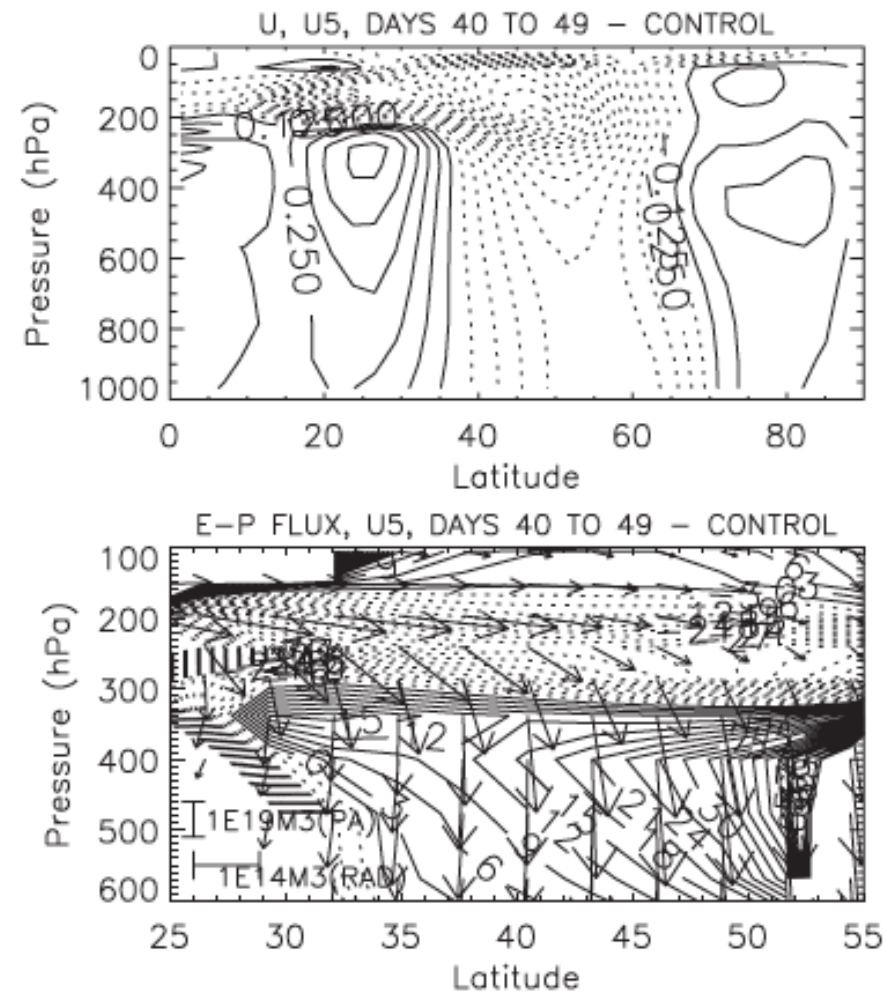 U, U5, DAYS 40 TO 49 – CONTROL
0
200
400
600
800
1000
Pressure (hPa)
0.250
0 20 40 60 80
Latitude
E–P FLUX, U5, DAYS 40 TO 49 – CONTROL
100
200
300
400
500
600
Pressure (hPa)
2
6
1E19M3(PA)
1E14M3(RAD)
25 30 35 40 45 50 55
Latitude